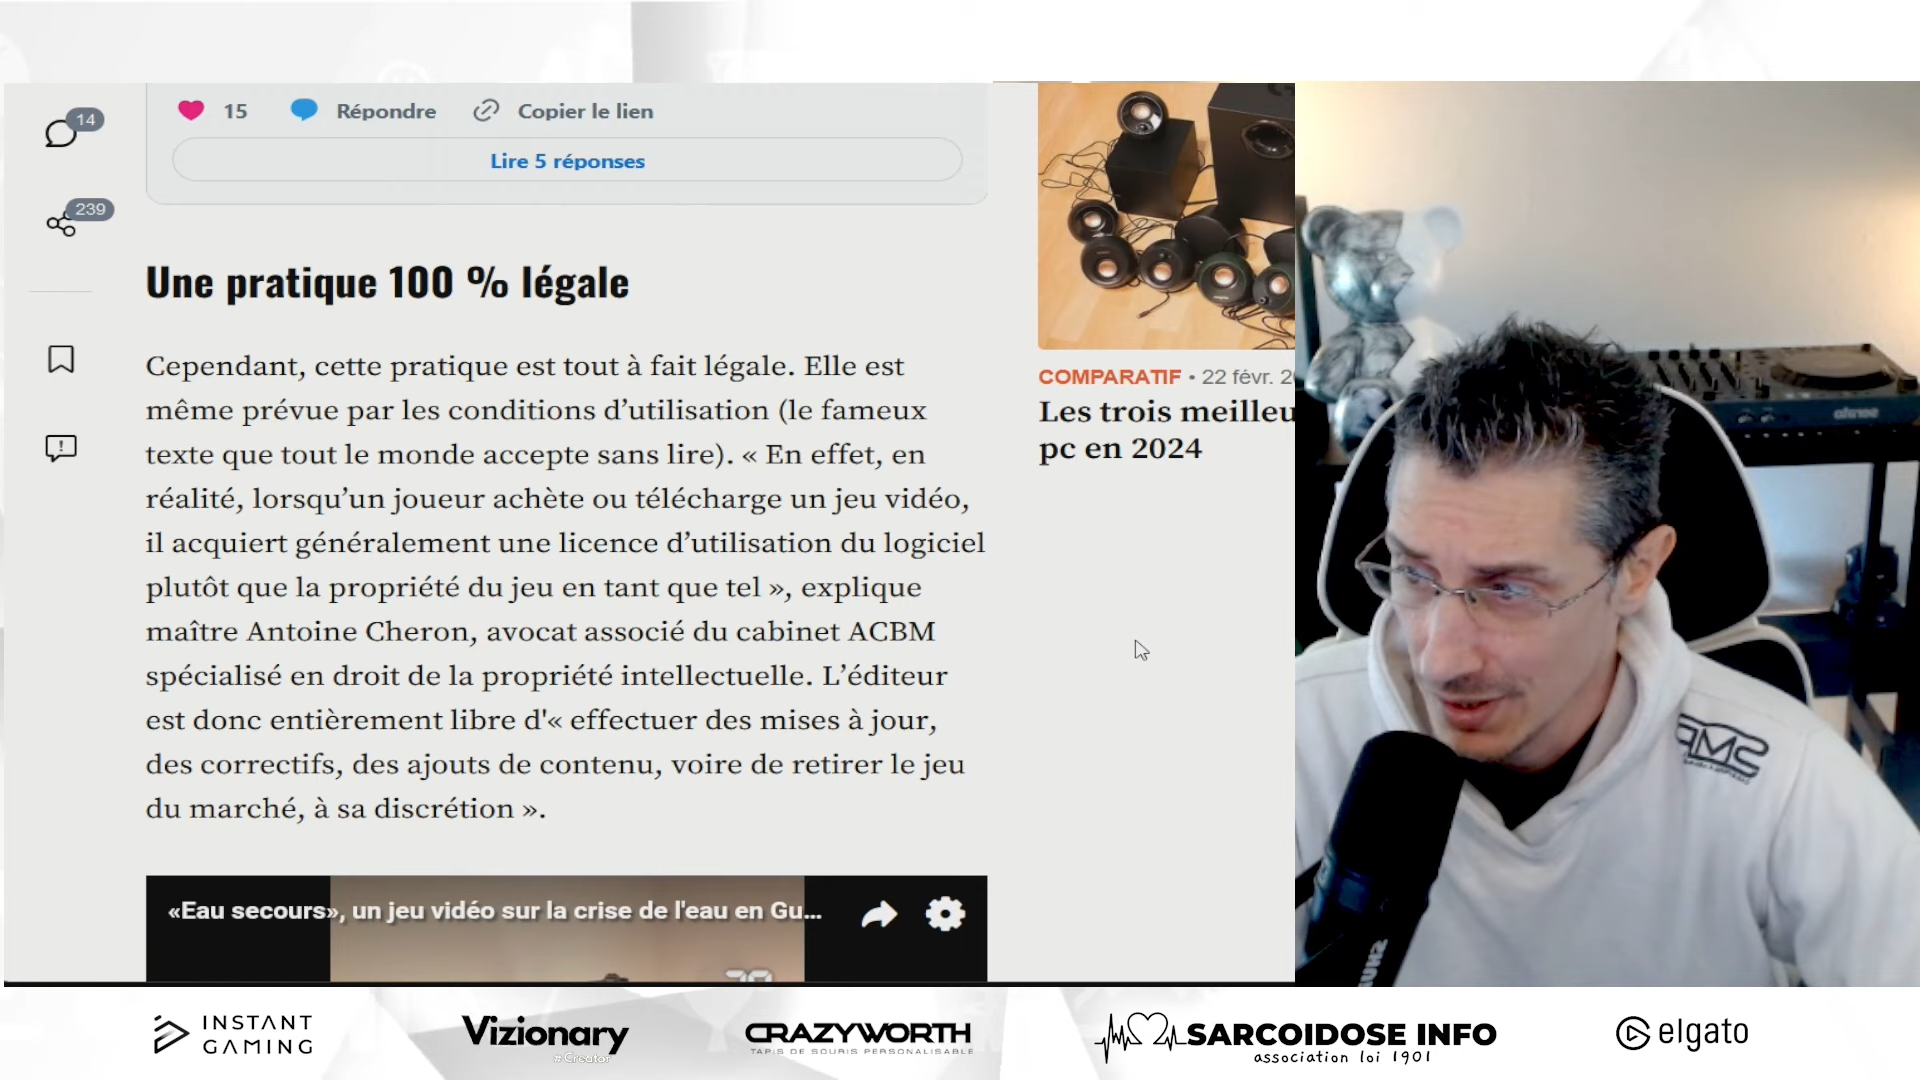 14
239
15
Répondre
Copier le lien
Lire 5 réponses
Une pratique 100 % légale
Cependant, cette pratique est tout à fait légale. Elle est
même prévue par les conditions d’utilisation (le fameux
texte que tout le monde accepte sans lire). « En effet, en
réalité, lorsqu’un joueur achète ou télécharge un jeu vidéo,
il acquiert généralement une licence d’utilisation du logiciel
plutôt que la propriété du jeu en tant que tel », explique
maître Antoine Cheron, avocat associé du cabinet ACBM
spécialisé en droit de la propriété intellectuelle. L’éditeur
est donc entièrement libre d'« effectuer des mises à jour,
des correctifs, des ajouts de contenu, voire de retirer le jeu
du marché, à sa discrétion ».
«Eau secours», un jeu vidéo sur la crise de l'eau en Gu...
COMPARATIF • 22 févr. 2
Les trois meilleu
pc en 2024
INSTANT
GAMING
Vizionary
#Creator
CRAZYWORTH
TAPIS DE SOURIS PERSONALISABLE
SARCOIDOSE INFO
association loi 1901
elgato